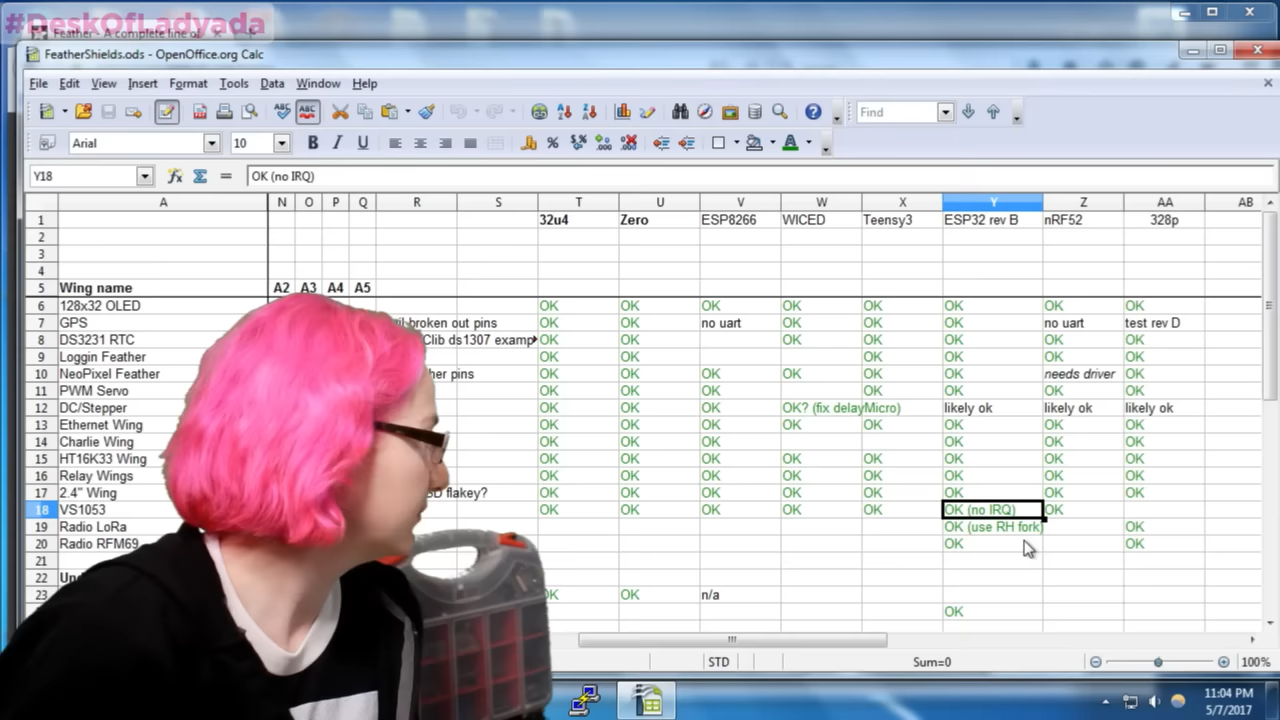 #DeskOfLadyada
Feather - A complete line of
FeatherShields.ods - OpenOffice.org Calc
File Edit View Insert Format Tools Data Window Help
Find
Arial 10
Y18 OK (no IRQ)
A N O P Q R S T U V W X Y Z AA AB
1 32u4 Zero ESP8266 WICED Teensy3 ESP32 rev B nRF52 328p
2
3
4
5 Wing name A2 A3 A4 A5
6 128x32 OLED OK OK OK OK OK OK OK OK
7 GPS broken out pins OK OK no uart OK OK OK no uart test rev D
8 DS3231 RTC Clib ds1307 examp OK OK OK OK OK OK OK
9 Loggin Feather OK OK OK OK OK OK
10 NeoPixel Feather her pins OK OK OK OK OK OK needs driver OK
11 PWM Servo OK OK OK OK OK OK OK
12 DC/Stepper OK OK OK OK? (fix delayMicro) likely ok likely ok likely ok
13 Ethernet Wing OK OK OK OK OK OK OK OK
14 Charlie Wing OK OK OK OK OK OK
15 HT16K33 Wing OK OK OK OK OK OK OK OK
16 Relay Wings OK OK OK OK OK OK OK OK
17 2.4" Wing SD flakey? OK OK OK OK OK OK OK OK
18 VS1053 OK OK OK OK OK OK (no IRQ) OK
19 Radio LoRa OK (use RH fork) OK
20 Radio RFM69 OK OK
21
22
23 OK OK n/a
OK
STD Sum=0 100%
11:04 PM
5/7/2017